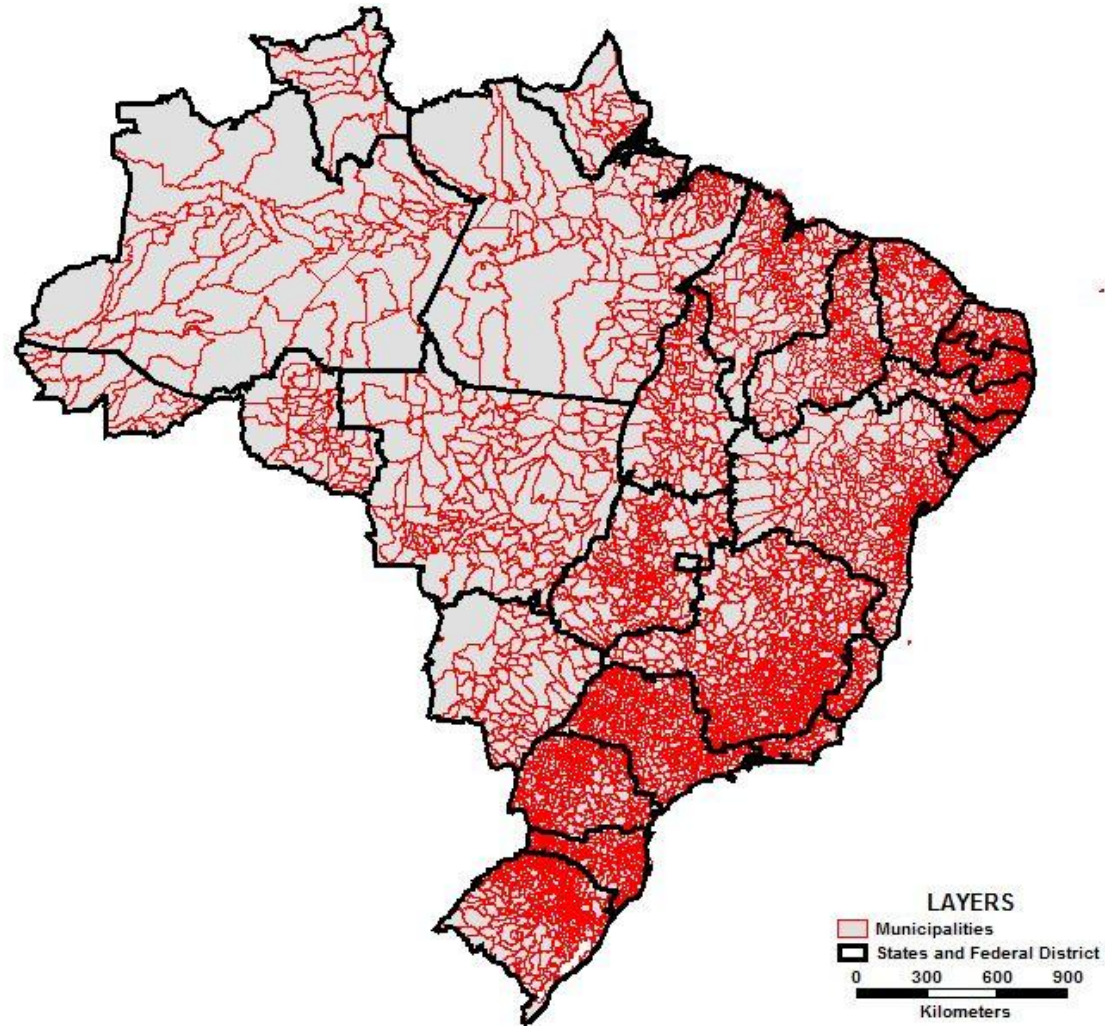 LAYERS
Municipalities
States and Federal District
0 300 600 900
Kilometers